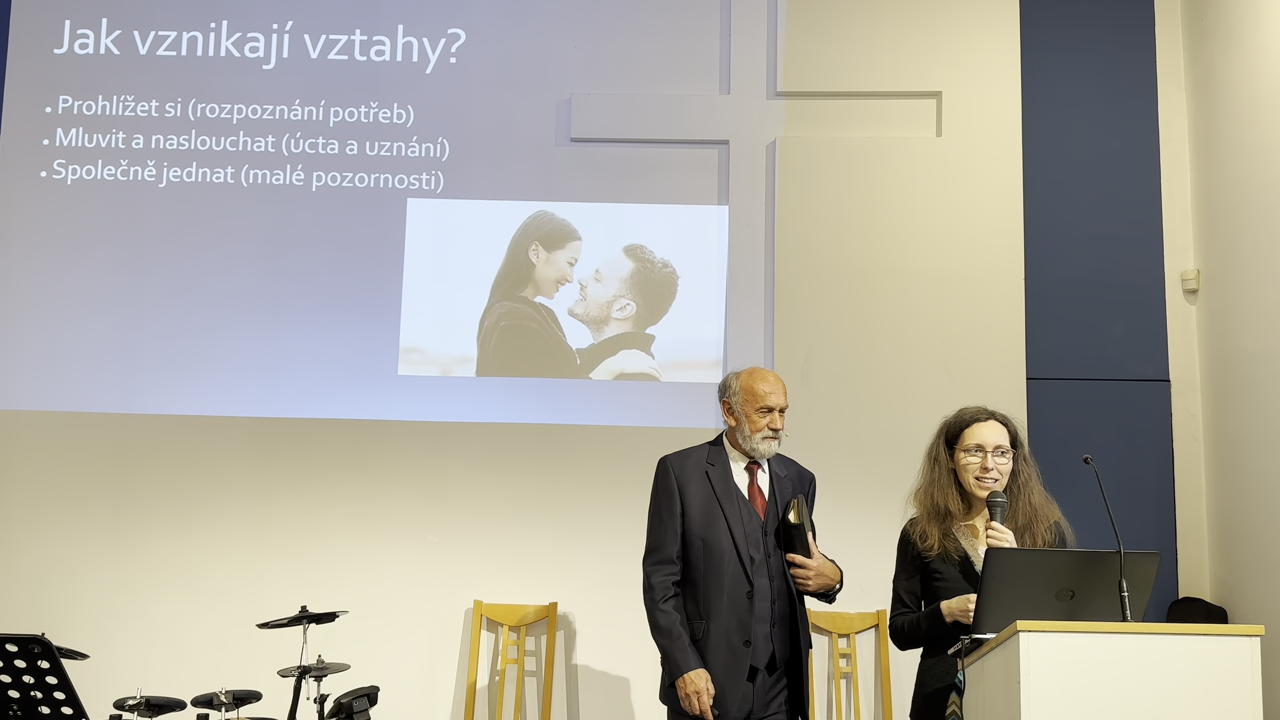 Jak vznikají vztahy?
• Prohlížet si (rozpoznání potřeb)
• Mluvit a naslouchat (úcta a uznání)
• Společně jednat (malé pozornosti)